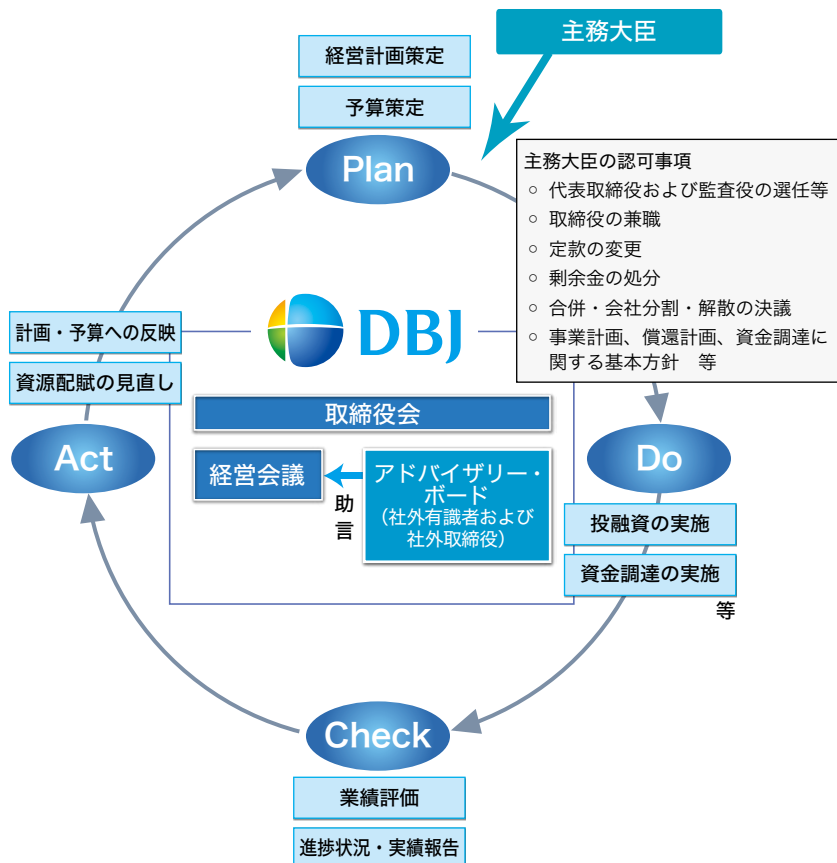 主務大臣
経営計画策定
予算策定
Plan
主務大臣の認可事項
○ 代表取締役および監査役の選任等
○ 取締役の兼職
○ 定款の変更
○ 剰余金の処分
○ 合併・会社分割・解散の決議
○ 事業計画、償還計画、資金調達に
関する基本方針　等
計画・予算への反映
資源配賦の見直し
Act
DBJ
取締役会
経営会議
助
言
アドバイザリー・
ボード
（社外有識者および
社外取締役）
Do
投融資の実施
資金調達の実施
等
Check
業績評価
進捗状況・実績報告